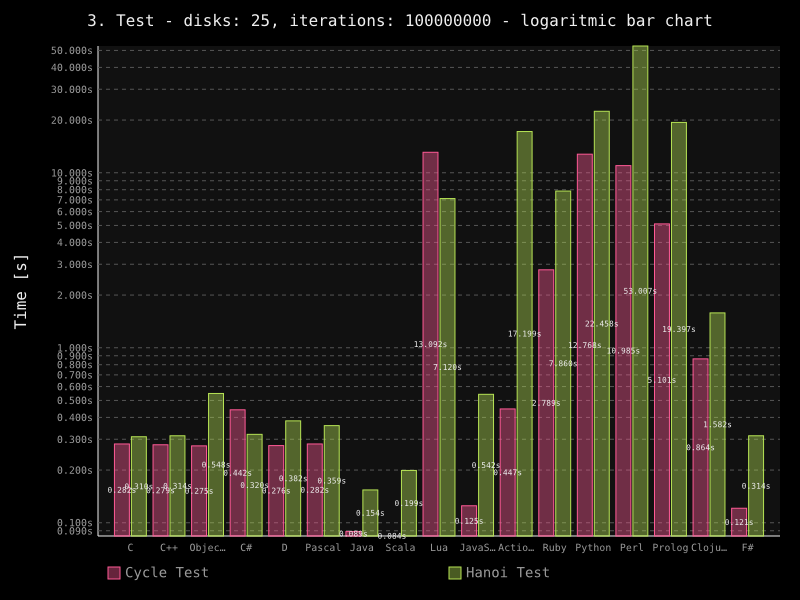 3. Test - disks: 25, iterations: 100000000 - logaritmic bar chart
Time [s]
50.000s
40.000s
30.000s
20.000s
10.000s
9.000s
8.000s
7.000s
6.000s
5.000s
4.000s
3.000s
2.000s
1.000s
0.900s
0.800s
0.700s
0.600s
0.500s
0.400s
0.300s
0.200s
0.100s
0.090s
0.282s
0.310s
0.279s
0.314s
0.275s
0.548s
0.442s
0.320s
0.276s
0.382s
0.282s
0.359s
0.089s
0.154s
0.084s
0.199s
13.092s
7.120s
0.125s
0.542s
0.447s
17.199s
2.789s
7.860s
12.768s
22.458s
10.985s
53.007s
5.101s
19.397s
0.864s
1.582s
0.121s
0.314s
C C++ Objec… C# D Pascal Java Scala Lua JavaS… Actio… Ruby Python Perl Prolog Cloju… F#
Cycle Test Hanoi Test